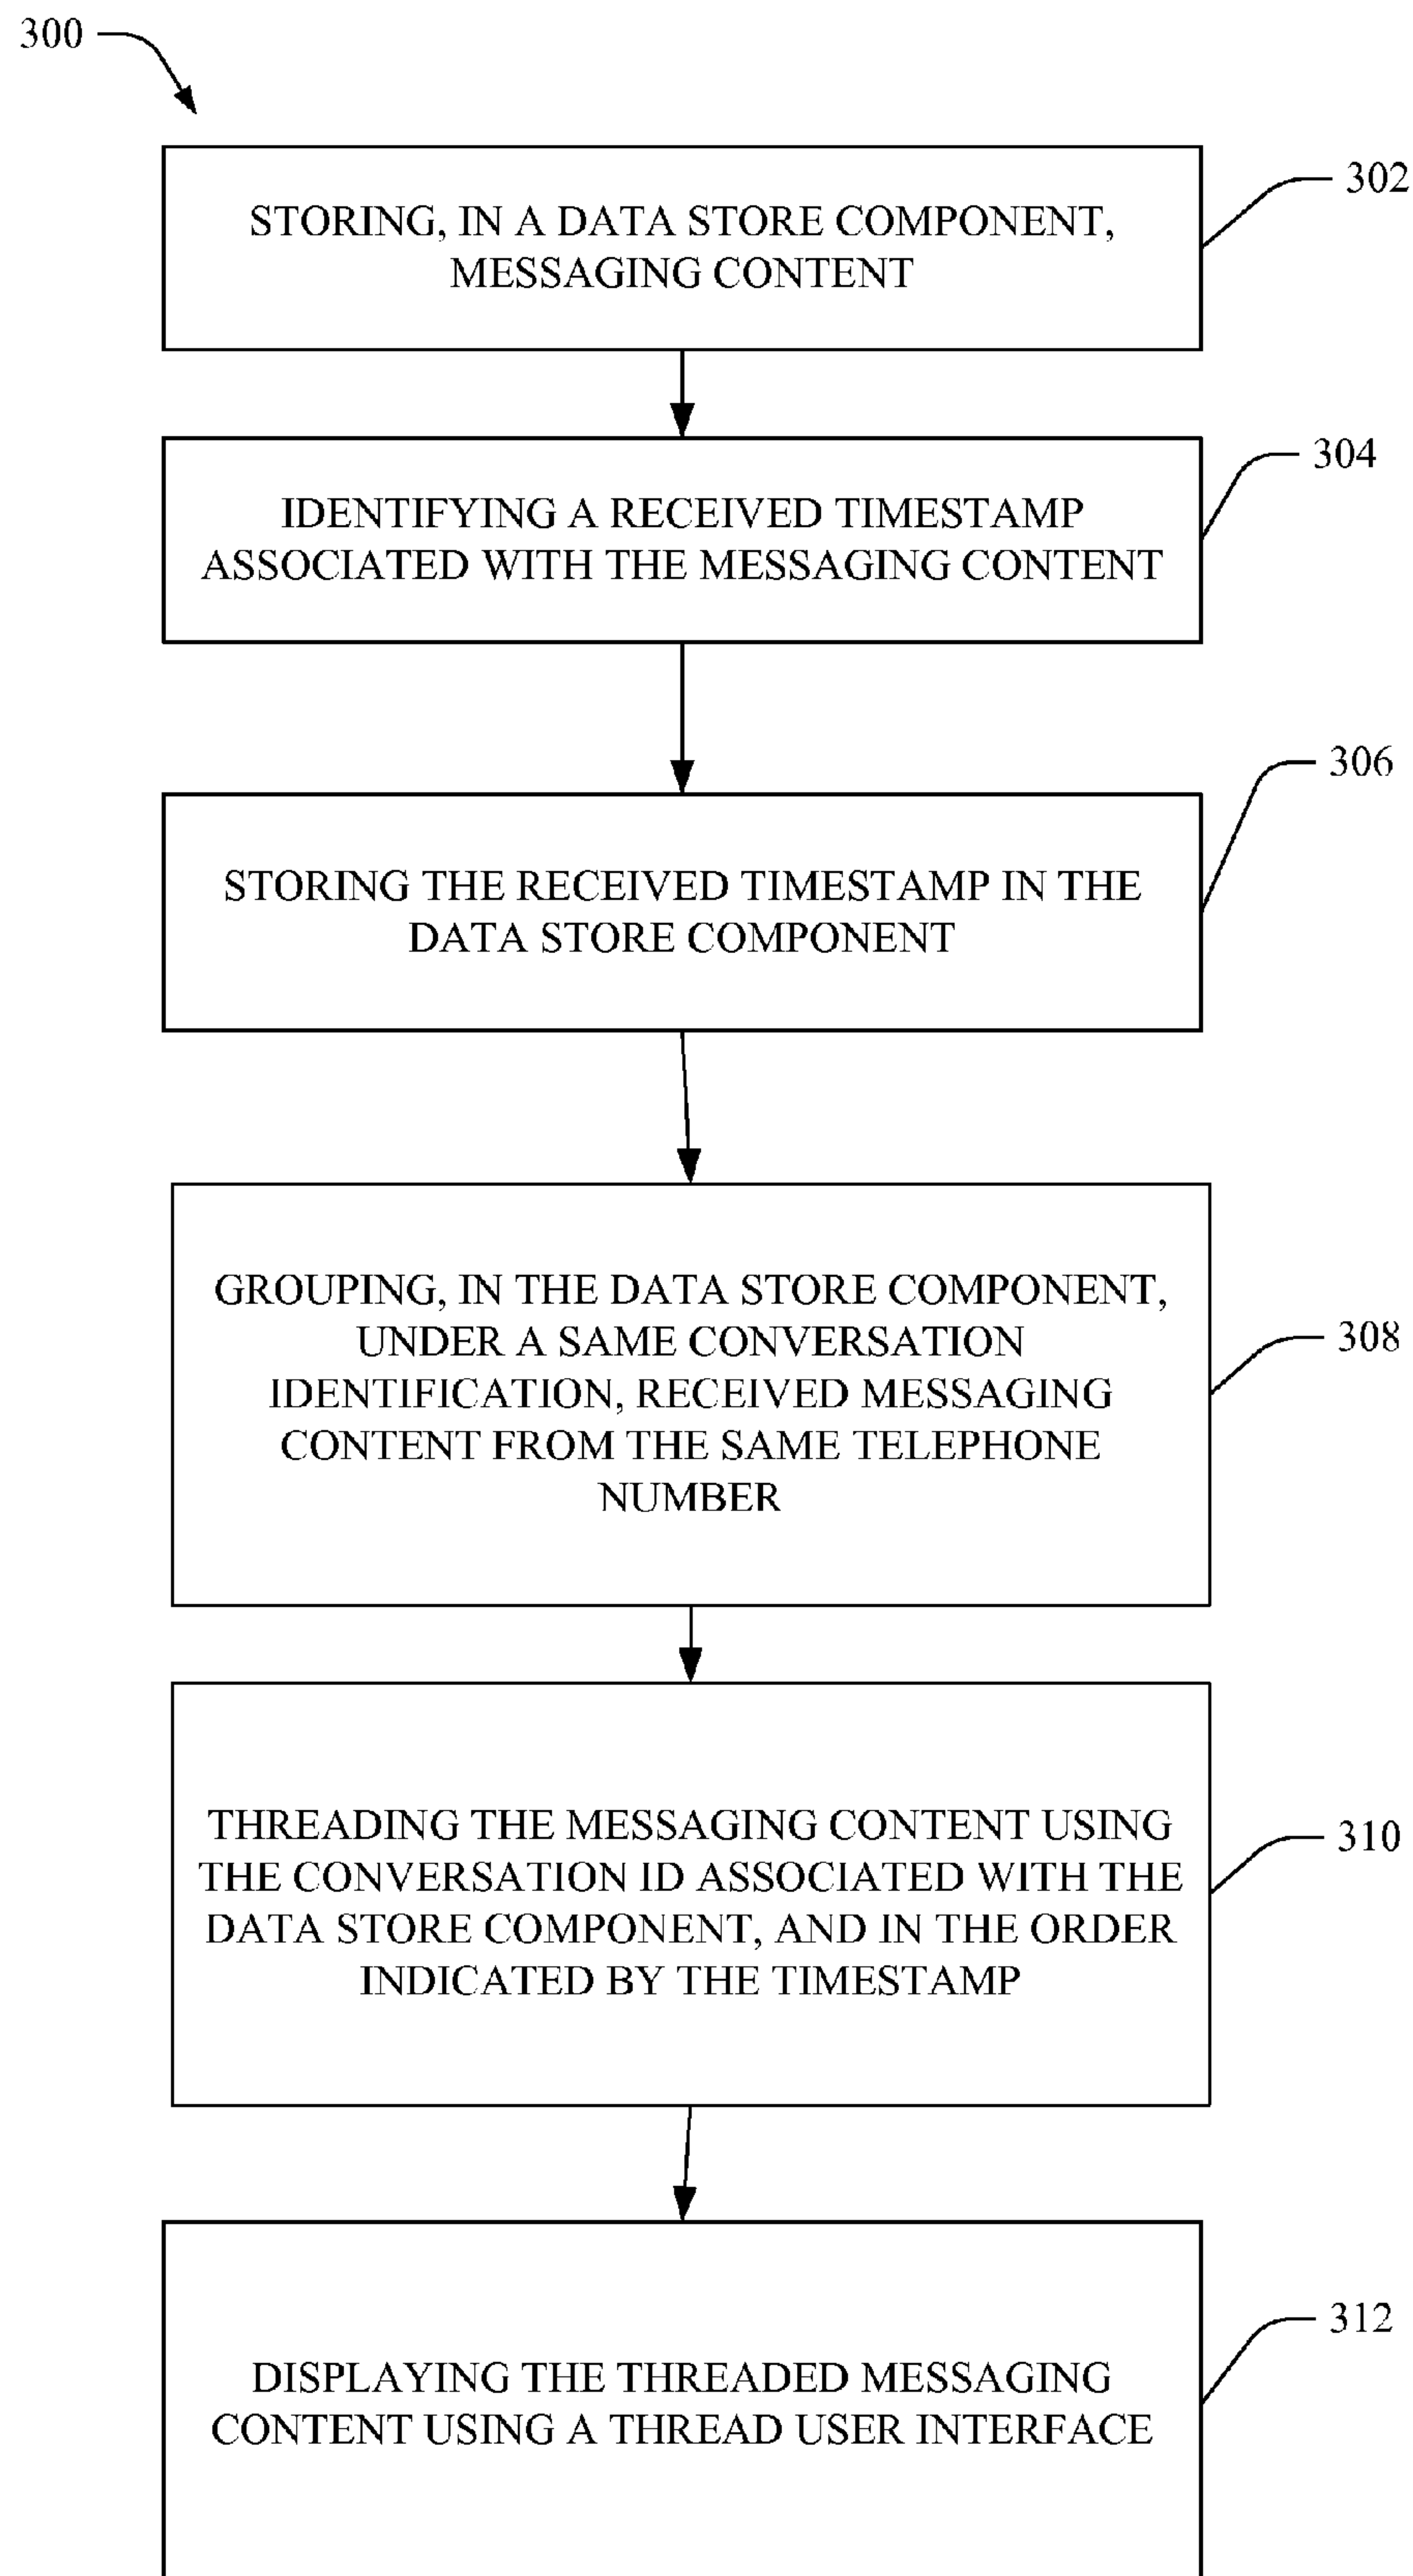 300
STORING, IN A DATA STORE COMPONENT,
MESSAGING CONTENT
302
IDENTIFYING A RECEIVED TIMESTAMP
ASSOCIATED WITH THE MESSAGING CONTENT
304
STORING THE RECEIVED TIMESTAMP IN THE
DATA STORE COMPONENT
306
GROUPING, IN THE DATA STORE COMPONENT,
UNDER A SAME CONVERSATION
IDENTIFICATION, RECEIVED MESSAGING
CONTENT FROM THE SAME TELEPHONE
NUMBER
308
THREADING THE MESSAGING CONTENT USING
THE CONVERSATION ID ASSOCIATED WITH THE
DATA STORE COMPONENT, AND IN THE ORDER
INDICATED BY THE TIMESTAMP
310
DISPLAYING THE THREADED MESSAGING
CONTENT USING A THREAD USER INTERFACE
312